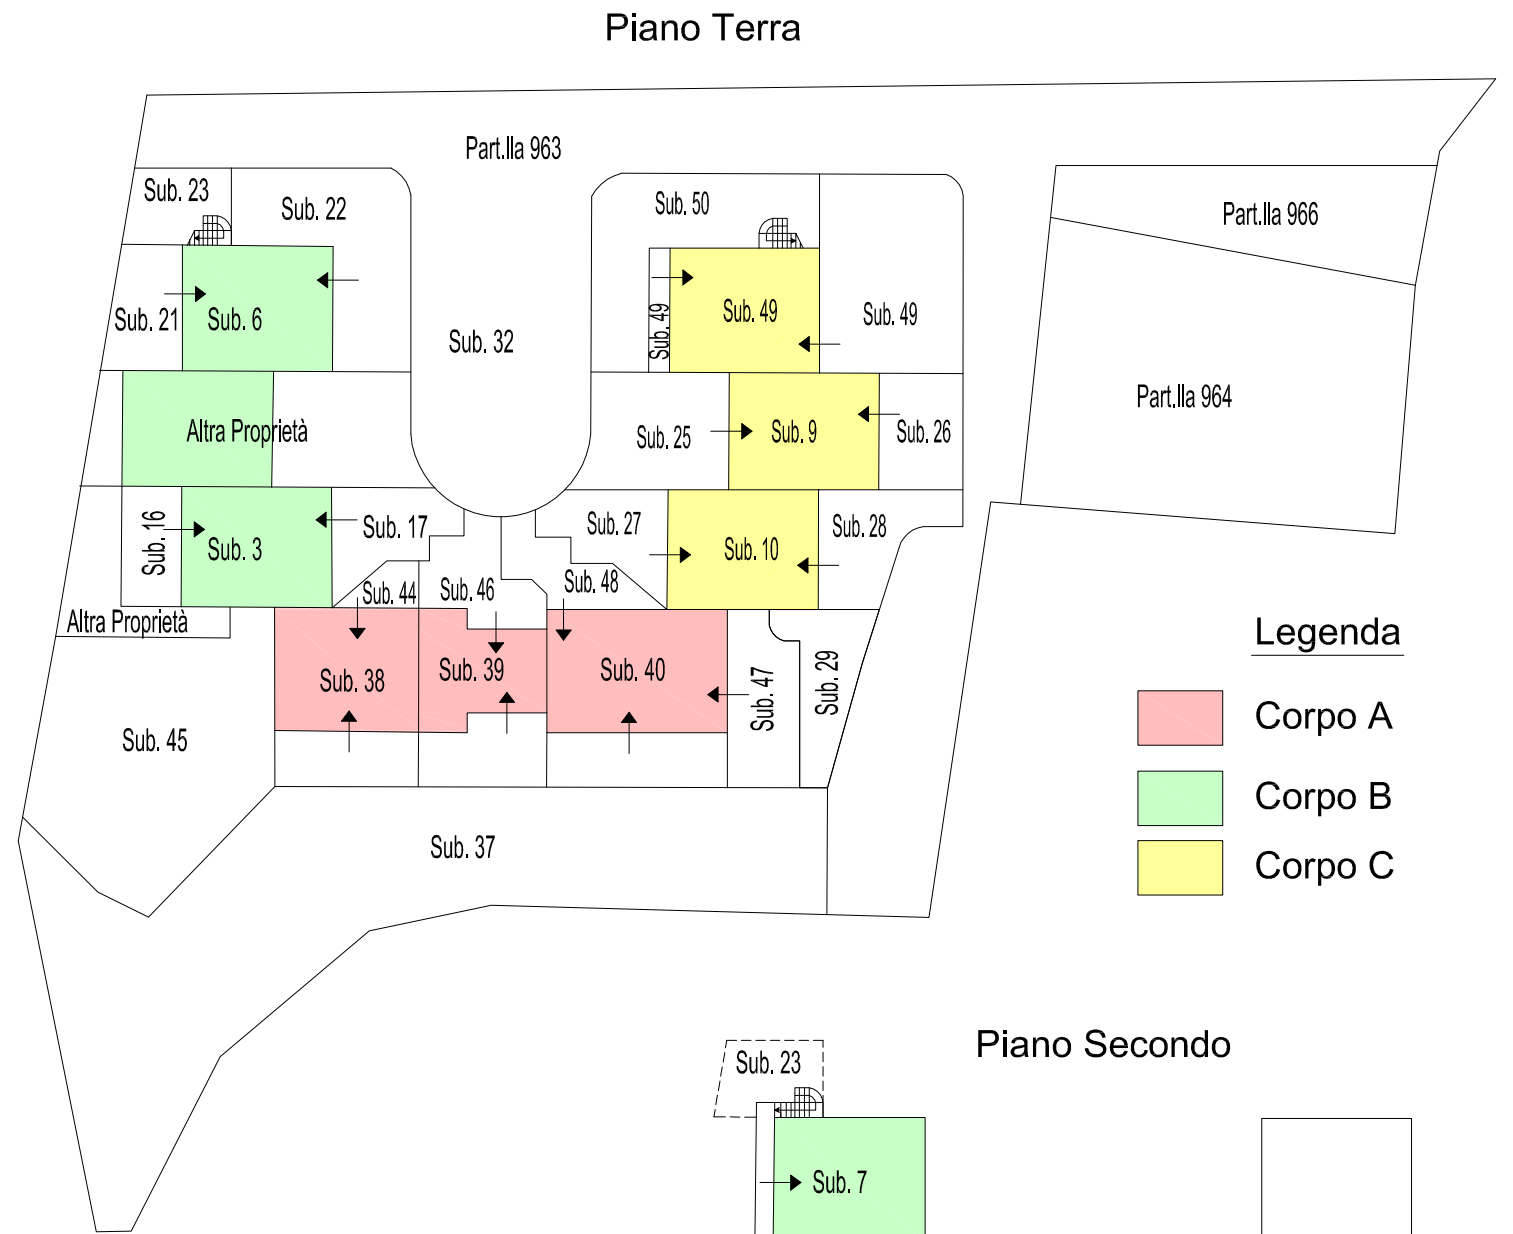 Piano Terra
Part.lla 963
Sub. 23
Sub. 22
Sub. 50
Part.lla 966
Sub. 21
Sub. 6
Sub. 32
Sub. 49
Sub. 49
Sub. 49
Part.lla 964
Altra Proprietà
Sub. 25
Sub. 9
Sub. 26
Sub. 16
Sub. 3
Sub. 17
Sub. 27
Sub. 10
Sub. 28
Sub. 44
Sub. 46
Sub. 48
Altra Proprietà
Sub. 38
Sub. 39
Sub. 40
Sub. 47
Sub. 29
Sub. 45
Sub. 37
Legenda
Corpo A
Corpo B
Corpo C
Piano Secondo
Sub. 23
Sub. 7